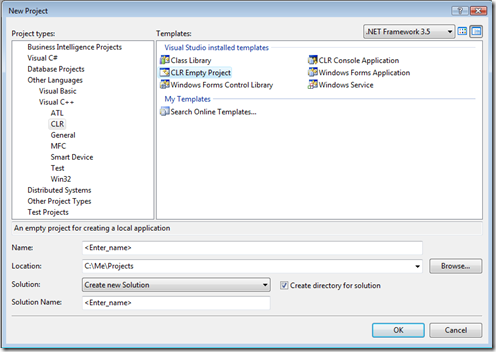 New Project
Project types:
Templates:
.NET Framework 3.5
Business Intelligence Projects
Visual C#
Database Projects
Other Languages
Visual Basic
Visual C++
ATL
CLR
General
MFC
Smart Device
Test
Win32
Distributed Systems
Other Project Types
Test Projects
Visual Studio installed templates
Class Library
CLR Console Application
CLR Empty Project
Windows Forms Application
Windows Forms Control Library
Windows Service
My Templates
Search Online Templates...
An empty project for creating a local application
Name:
<Enter_name>
Location:
C:\Me\Projects
Browse...
Solution:
Create new Solution
Create directory for solution
Solution Name:
<Enter_name>
OK
Cancel